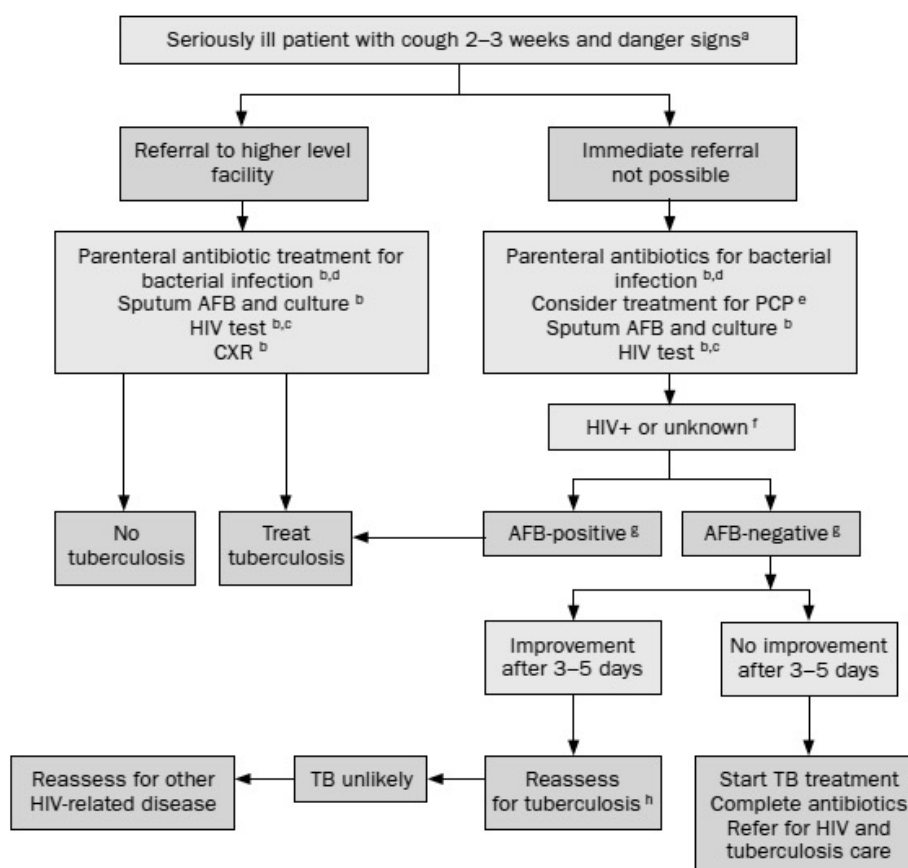 Seriously ill patient with cough 2–3 weeks and danger signsᵃ
Referral to higher level
facility
Immediate referral
not possible
Parenteral antibiotic treatment for
bacterial infection ᵇ,ᵈ
Sputum AFB and culture ᵇ
HIV test ᵇ,ᶜ
CXR ᵇ
Parenteral antibiotics for bacterial
infection ᵇ,ᵈ
Consider treatment for PCP ᵉ
Sputum AFB and culture ᵇ
HIV test ᵇ,ᶜ
HIV+ or unknown ᶠ
No
tuberculosis
Treat
tuberculosis
AFB-positive ᵍ
AFB-negative ᵍ
Improvement
after 3–5 days
No improvement
after 3–5 days
Reassess for other
HIV-related disease
TB unlikely
Reassess
for tuberculosis ʰ
Start TB treatment
Complete antibiotics
Refer for HIV and
tuberculosis care